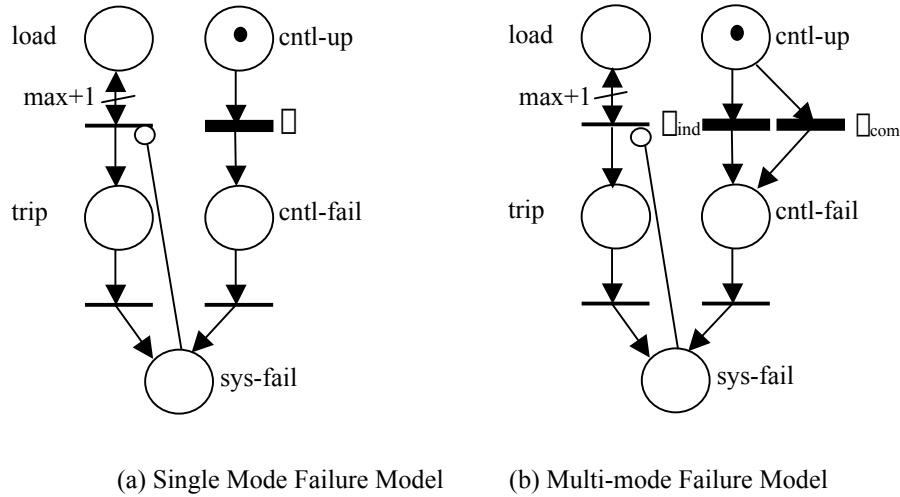 load
cntl-up
max+1
trip
cntl-fail
sys-fail
(a) Single Mode Failure Model
load
cntl-up
max+1
ind
com
trip
cntl-fail
sys-fail
(b) Multi-mode Failure Model